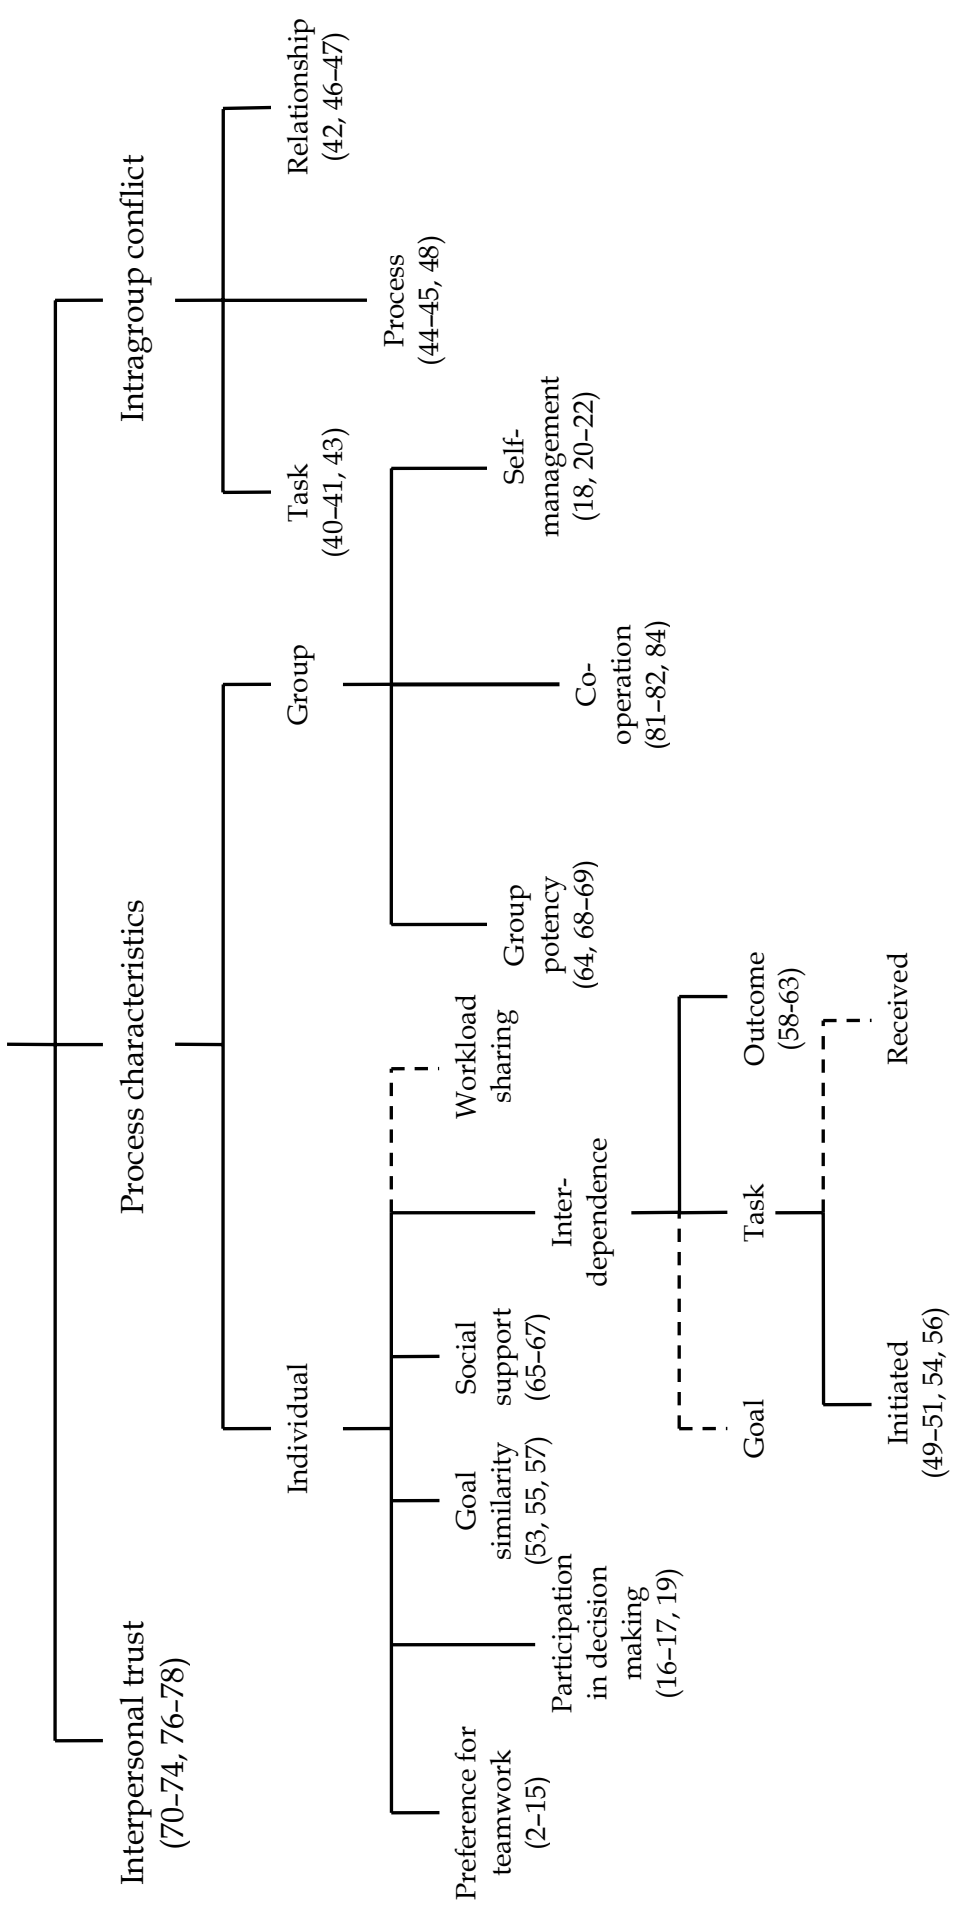 Interpersonal trust
(70–74, 76–78)
Process characteristics
Intragroup conflict
Individual
Group
Task
(40–41, 43)
Process
(44–45, 48)
Relationship
(42, 46–47)
Preference for
teamwork
(2–15)
Participation
in decision
making
(16–17, 19)
Goal
similarity
(53, 55, 57)
Social
support
(65–67)
Inter-
dependence
Workload
sharing
Group
potency
(64, 68–69)
Co-
operation
(81–82, 84)
Self-
management
(18, 20–22)
Goal
Task
Outcome
(58-63)
Initiated
(49–51, 54, 56)
Received